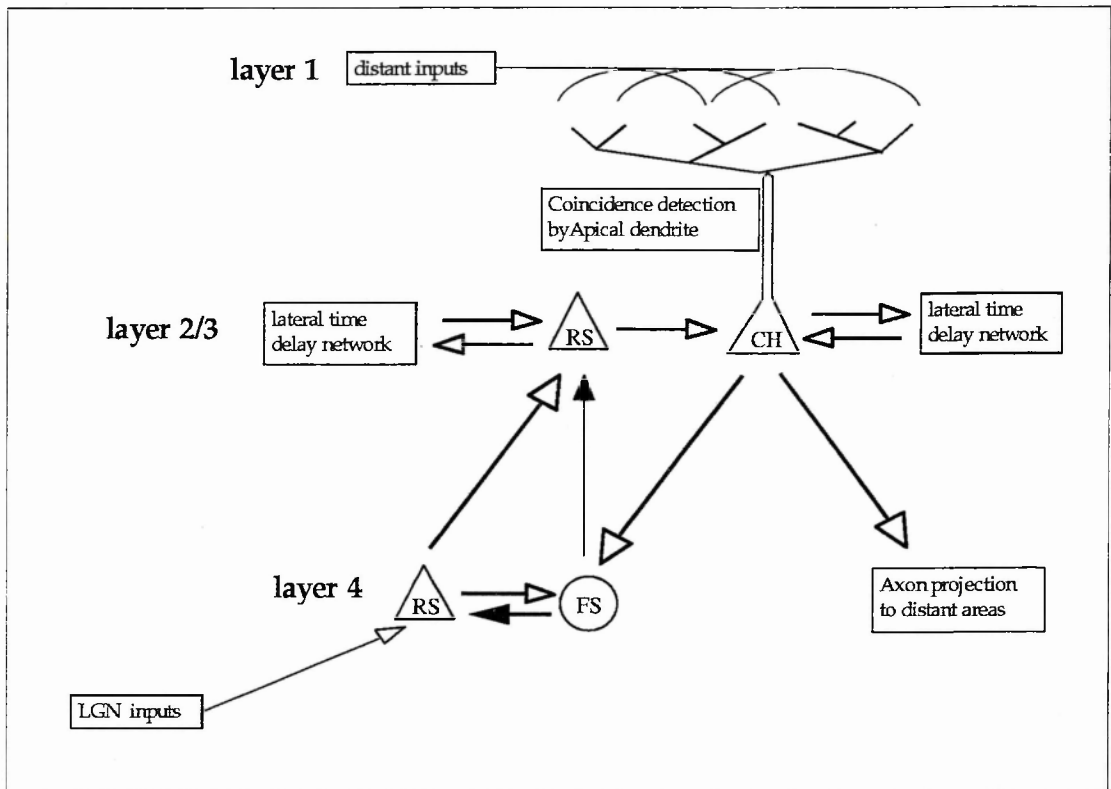 layer 1
distant inputs
Coincidence detection
byApical dendrite
layer 2/3
lateral time
delay network
RS
CH
lateral time
delay network
layer 4
RS
FS
Axon projection
to distant areas
LGN inputs